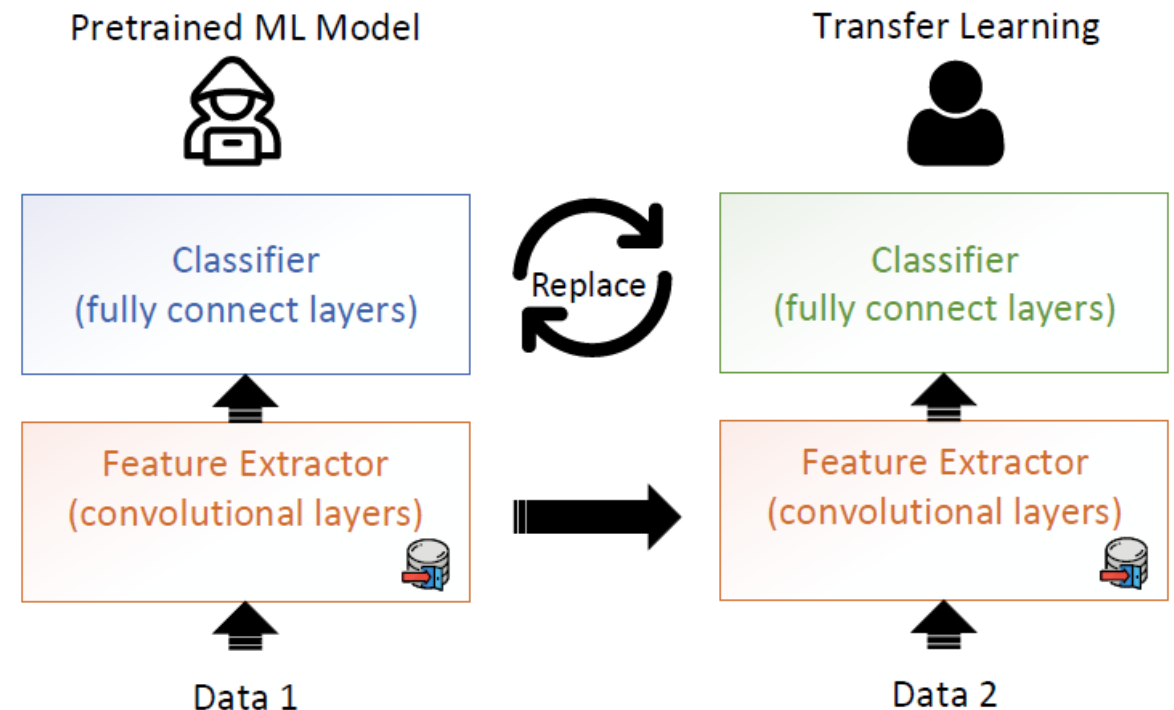 Pretrained ML Model
Transfer Learning
Classifier
(fully connect layers)
Replace
Classifier
(fully connect layers)
Feature Extractor
(convolutional layers)
Feature Extractor
(convolutional layers)
Data 1
Data 2